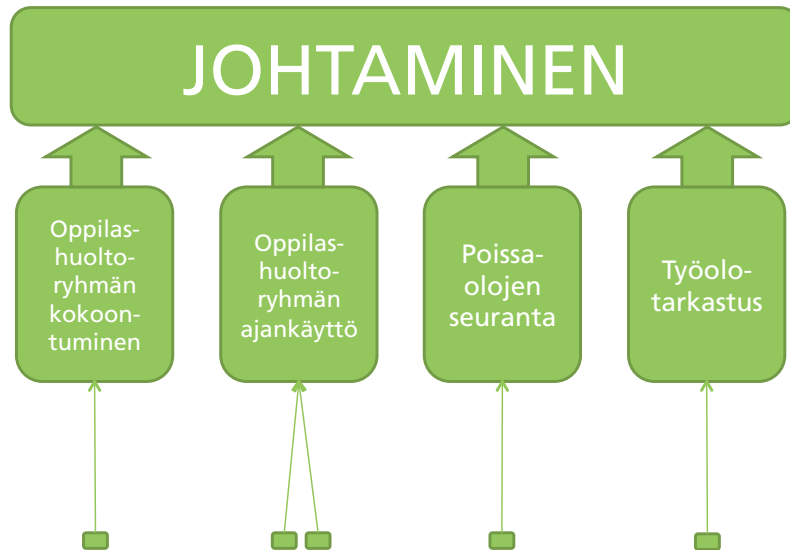 JOHTAMINEN
Oppilas-
huolto-
ryhmän
kokoon-
tuminen
Oppilas-
huolto-
ryhmän
ajankäyttö
Poissa-
olojen
seuranta
Työolo-
tarkastus